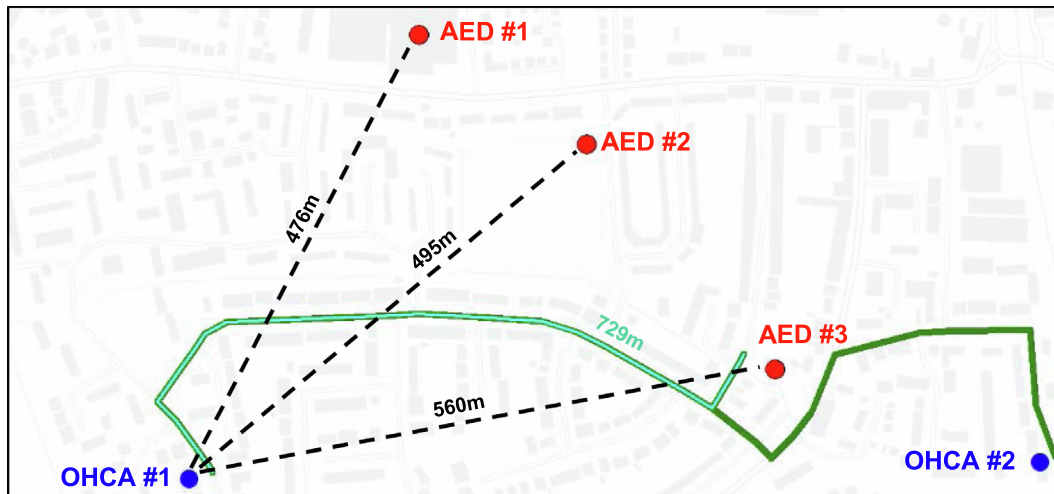 AED #1
AED #2
476m
495m
729m
AED #3
560m
OHCA #1
OHCA #2